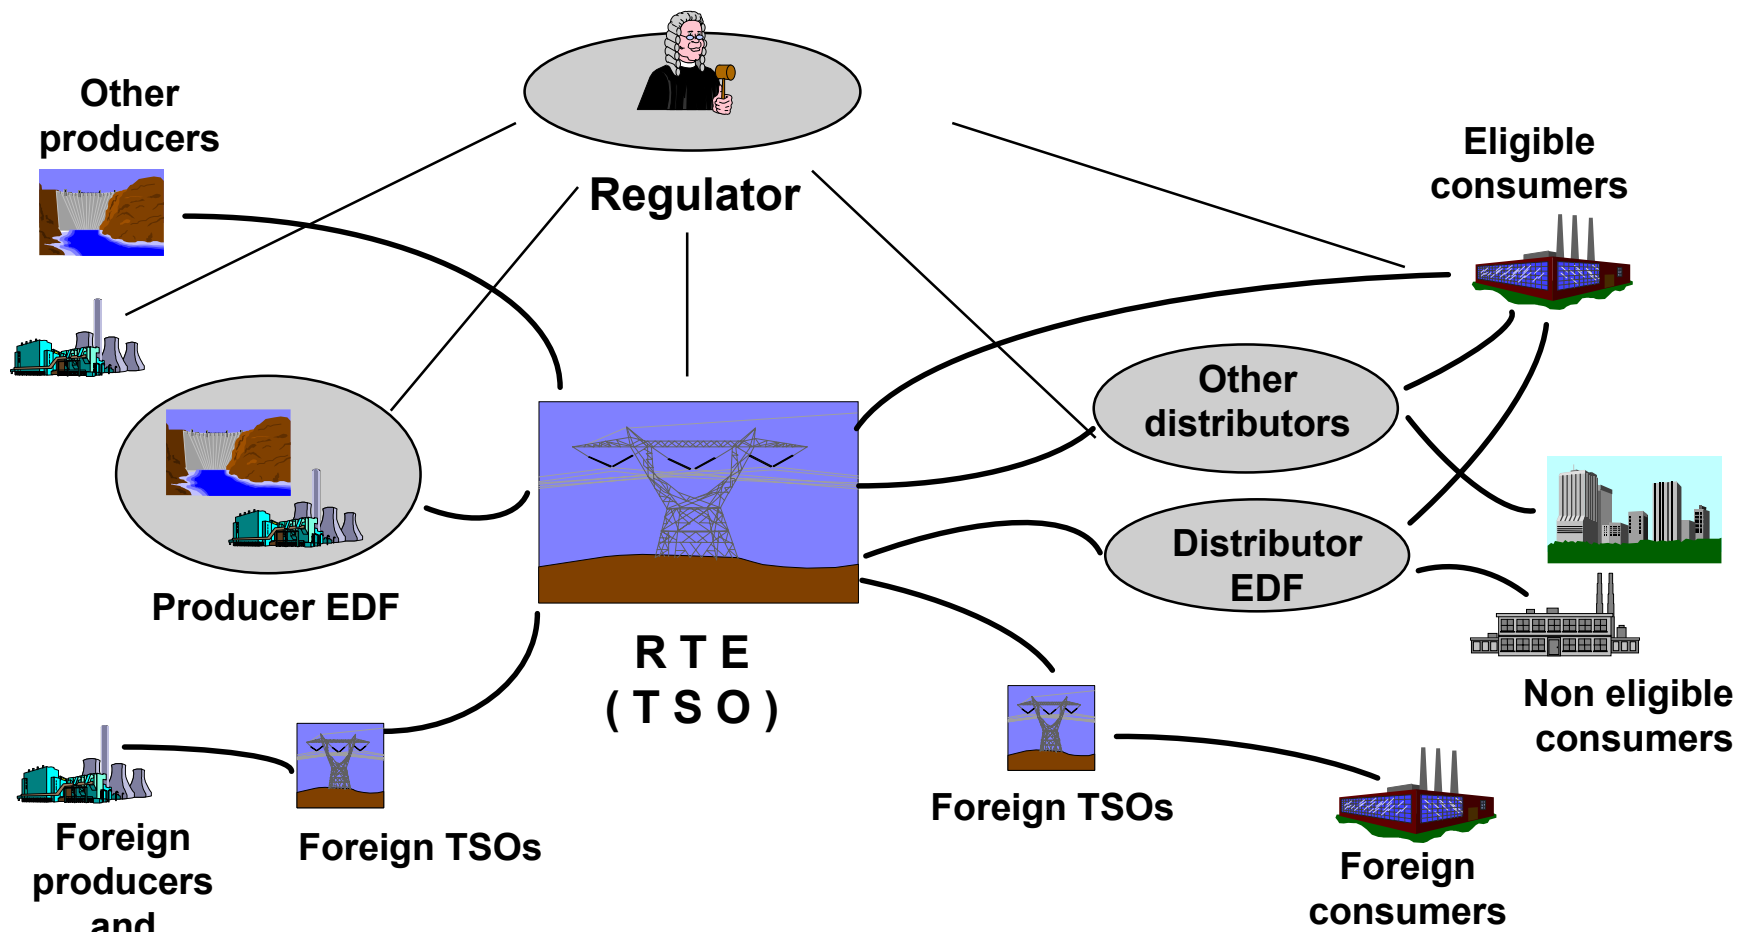 Other
producers
Regulator
Eligible
consumers
Other
distributors
Distributor
EDF
Producer EDF
R T E
( T S O )
Non eligible
consumers
Foreign TSOs
Foreign TSOs
Foreign
producers
and
Foreign
consumers